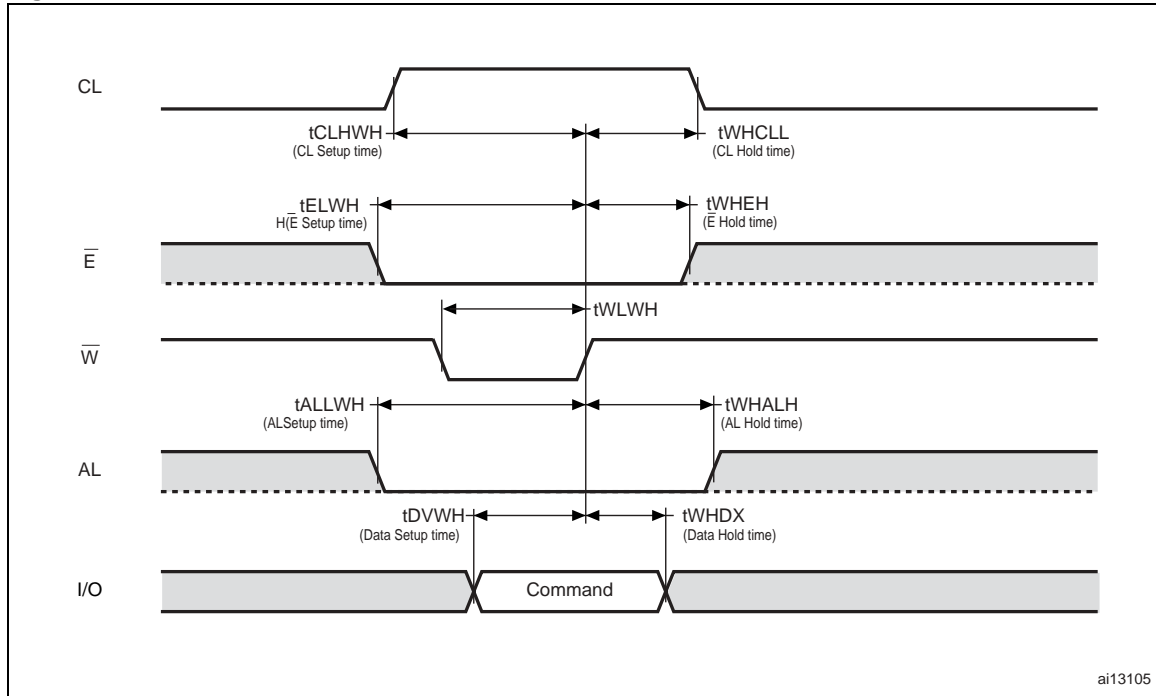 CL
tCLHWH
(CL Setup time)
tWHCLL
(CL Hold time)
tELWH
H(E̅ Setup time)
tWHEH
(E̅ Hold time)
E̅
tWLWH
W̅
tALLWH
(ALSetup time)
tWHALH
(AL Hold time)
AL
tDVWH
(Data Setup time)
tWHDX
(Data Hold time)
I/O
Command
ai13105